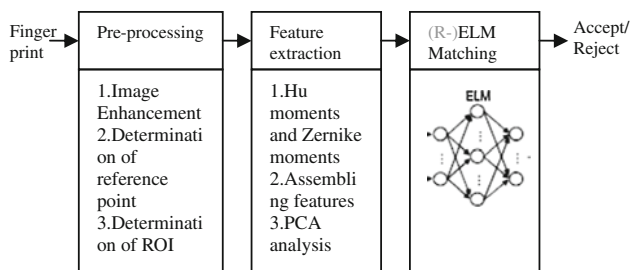 Finger
print
Pre-processing
1.Image
Enhancement
2.Determinati
on of
reference
point
3.Determinati
on of ROI
Feature
extraction
1.Hu
moments
and Zernike
moments
2.Assembli
ng features
3.PCA
analysis
(R-)ELM
Matching
ELM
Accept/
Reject